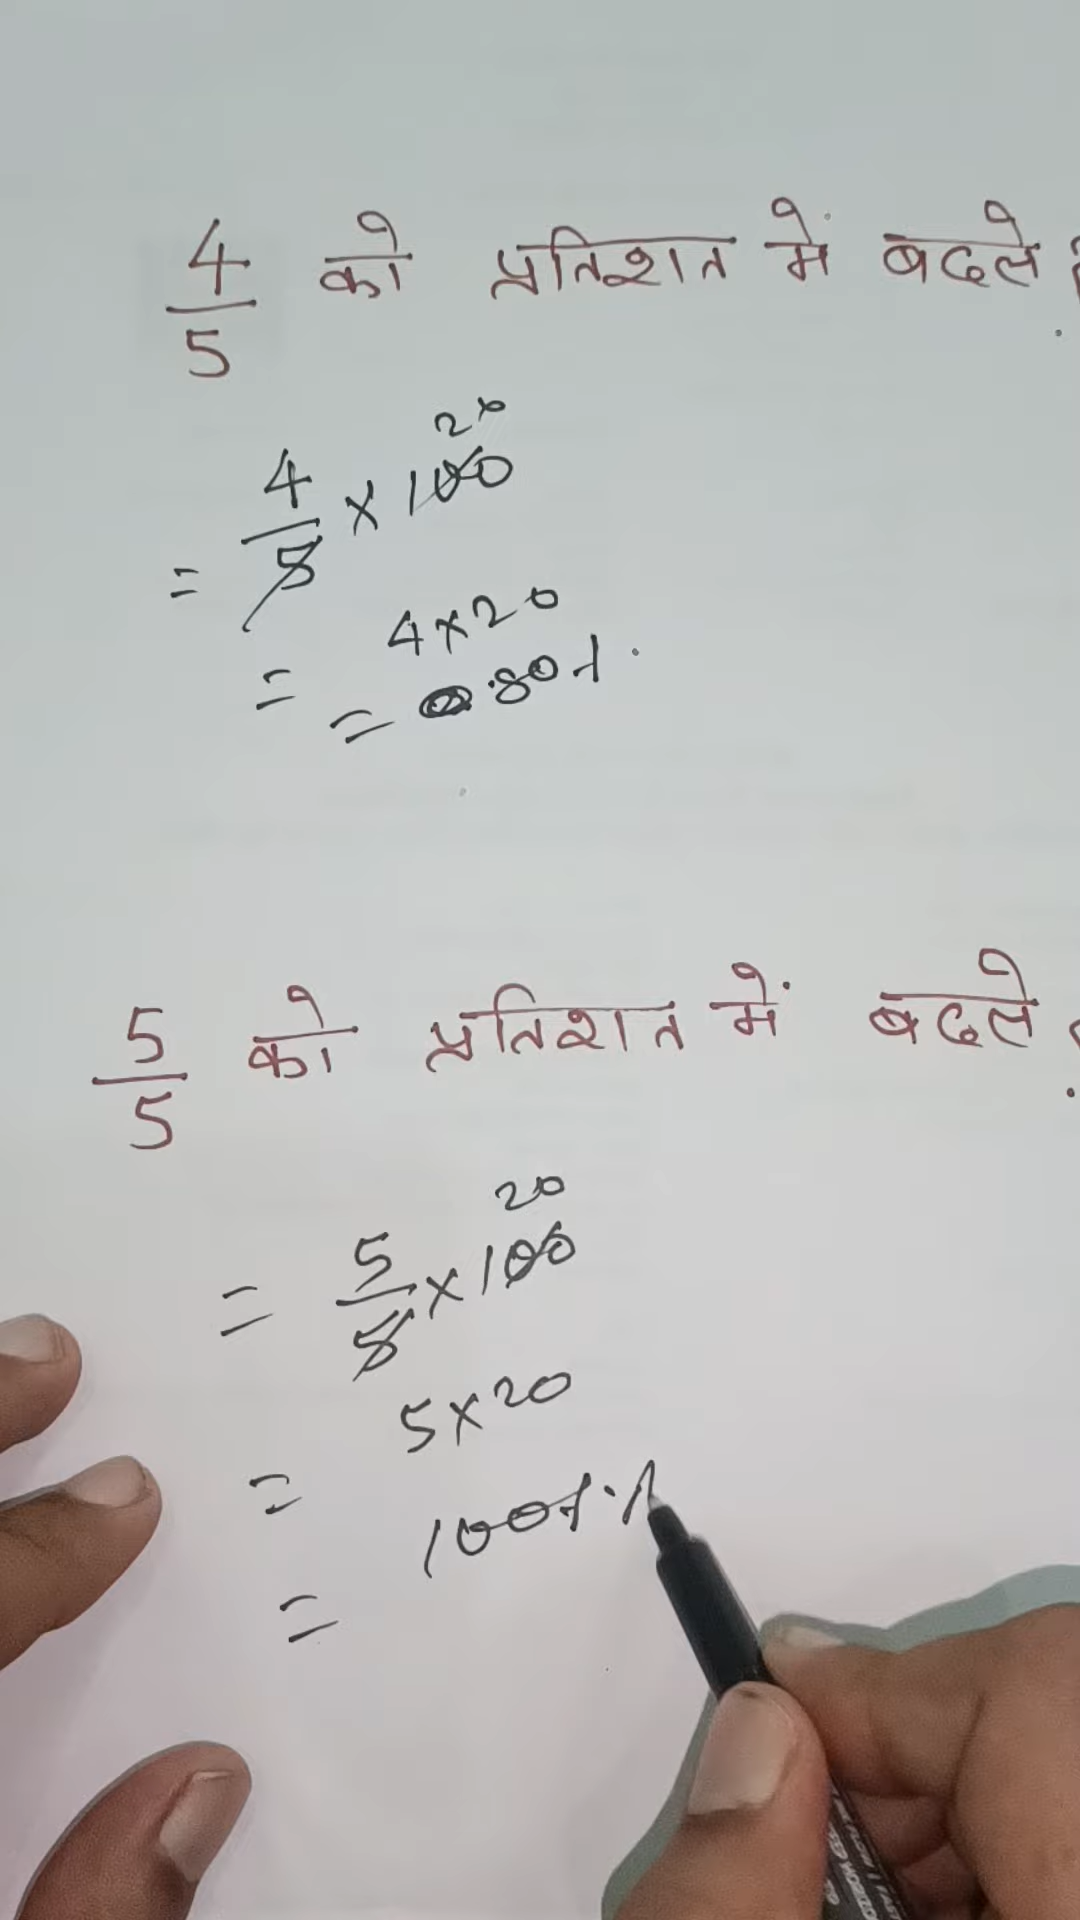 4/5 को प्रतिशत में बदले
= 4/5 × 100 20
= 4×20
= 80%
5/5 को प्रतिशत में बदले
= 5/5 × 100 20
= 5×20
= 100%